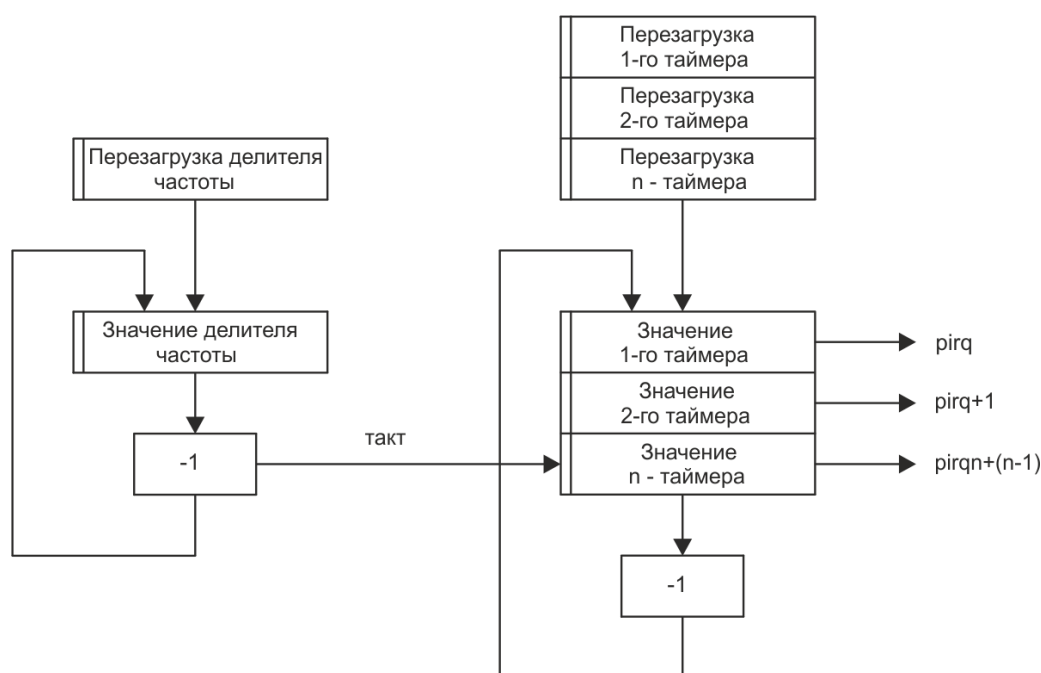 Перезагрузка
1-го таймера
Перезагрузка
2-го таймера
Перезагрузка
n - таймера
Перезагрузка делителя
частоты
Значение делителя
частоты
-1
такт
Значение
1-го таймера
Значение
2-го таймера
Значение
n - таймера
pirq
pirq+1
pirqn+(n-1)
-1